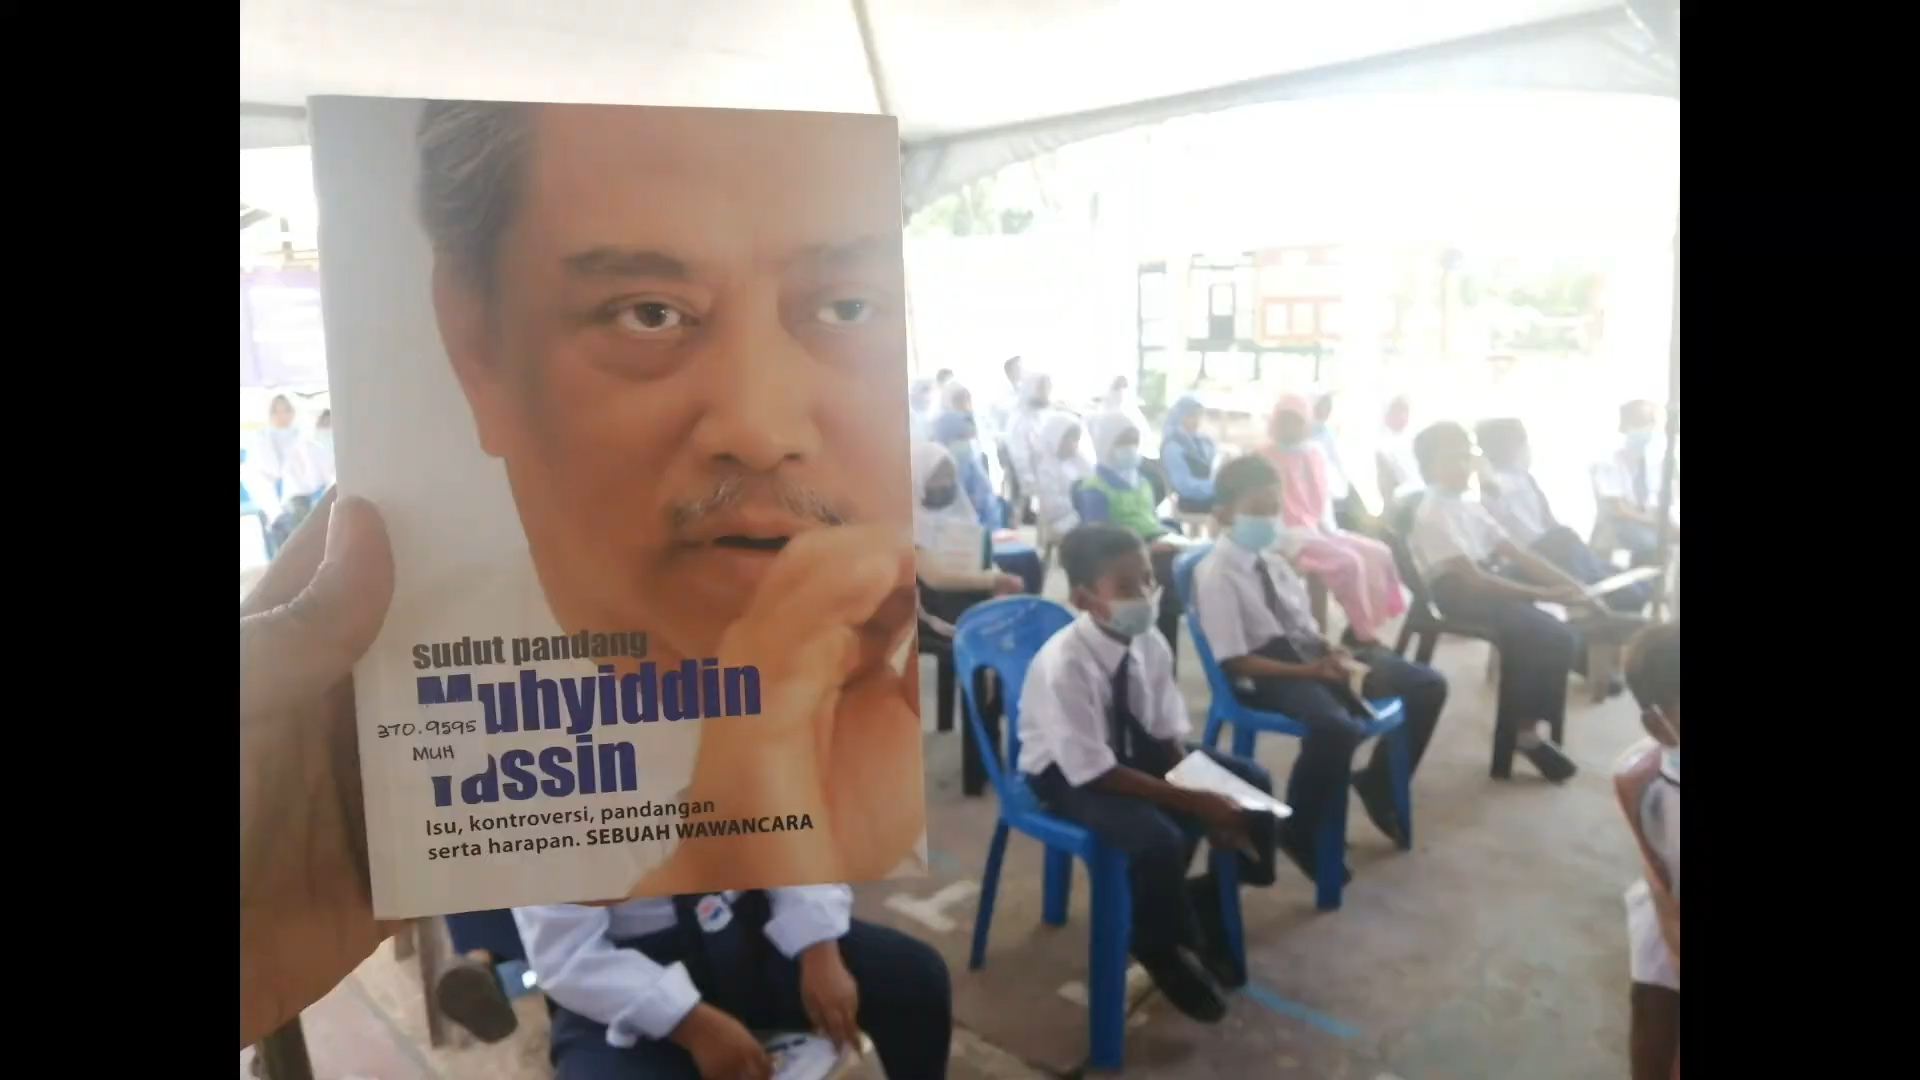 sudut pandang
Muhyiddin
370.9595
MUH
Yassin
Isu, kontroversi, pandangan
serta harapan. SEBUAH WAWANCARA